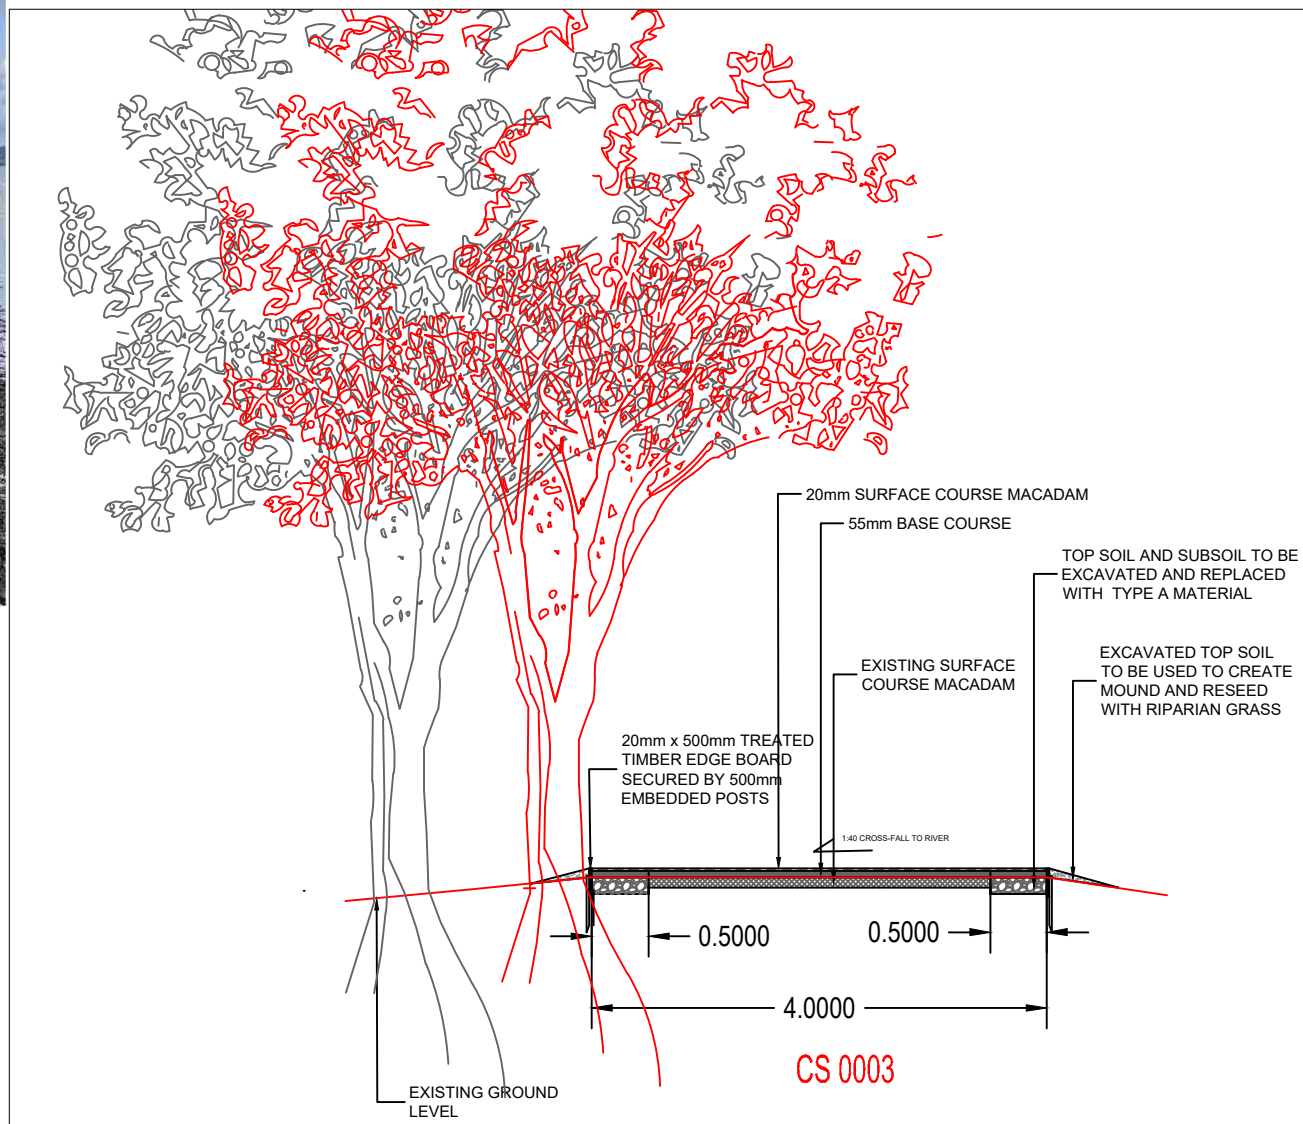 20mm SURFACE COURSE MACADAM
55mm BASE COURSE
TOP SOIL AND SUBSOIL TO BE
EXCAVATED AND REPLACED
WITH TYPE A MATERIAL
EXISTING SURFACE
COURSE MACADAM
EXCAVATED TOP SOIL
TO BE USED TO CREATE
MOUND AND RESEED
WITH RIPARIAN GRASS
20mm x 500mm TREATED
TIMBER EDGE BOARD
SECURED BY 500mm
EMBEDDED POSTS
1:40 CROSS-FALL TO RIVER
0.5000
0.5000
4.0000
CS 0003
EXISTING GROUND
LEVEL